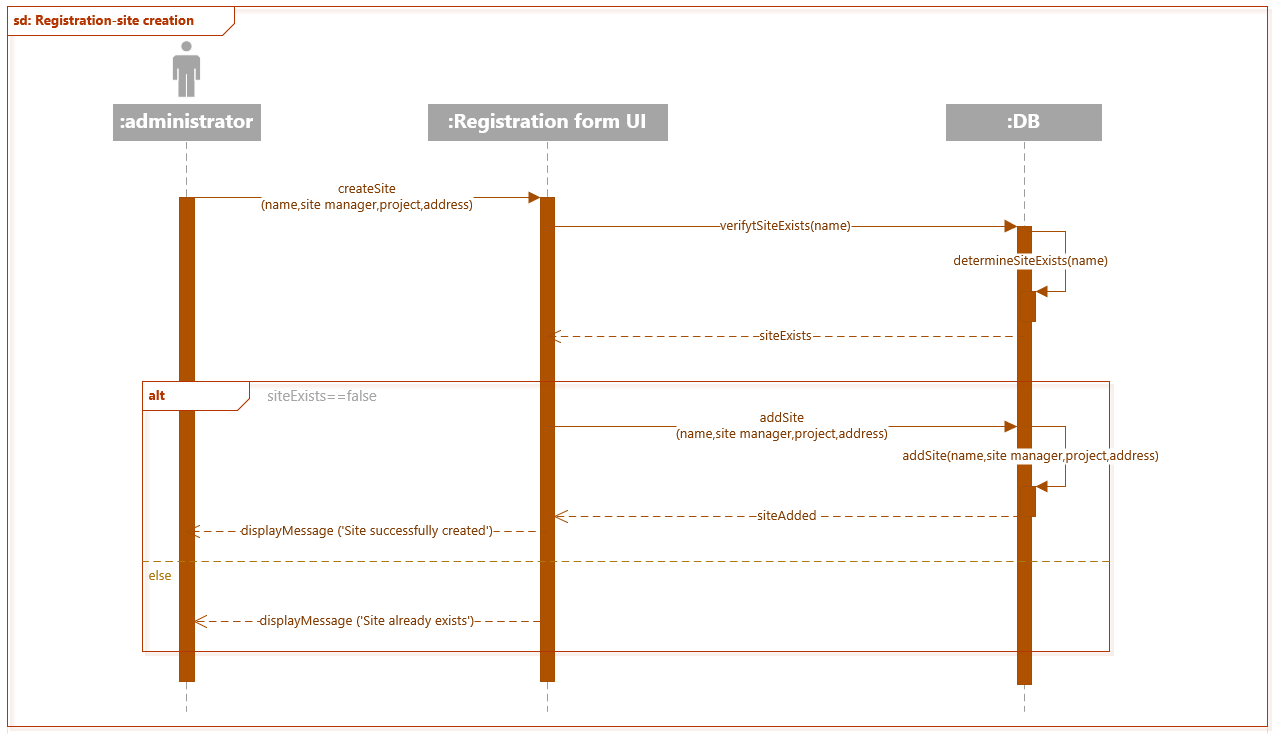 sd: Registration-site creation
:administrator
:Registration form UI
:DB
createSite
(name,site manager,project,address)
verifytSiteExists(name)
determineSiteExists(name)
siteExists
alt
siteExists==false
addSite
(name,site manager,project,address)
addSite(name,site manager,project,address)
siteAdded
displayMessage ('Site successfully created')
else
displayMessage ('Site already exists')